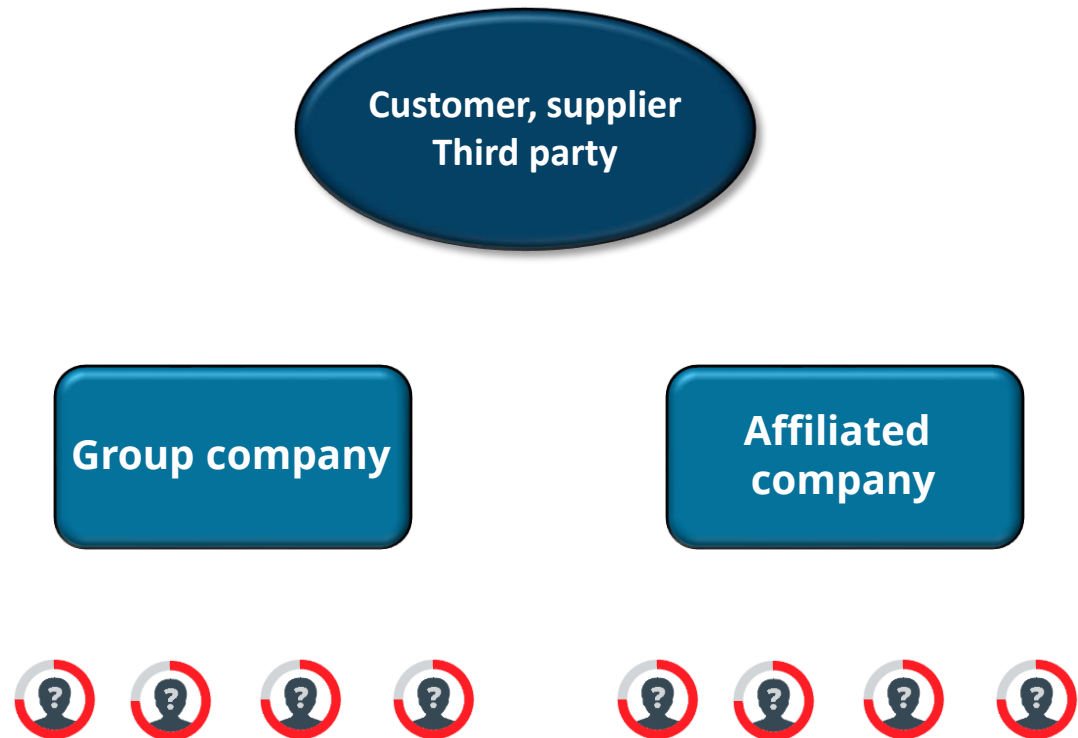 Customer, supplier
Third party
Group company
Affiliated
company
?
?
?
?
?
?
?
?